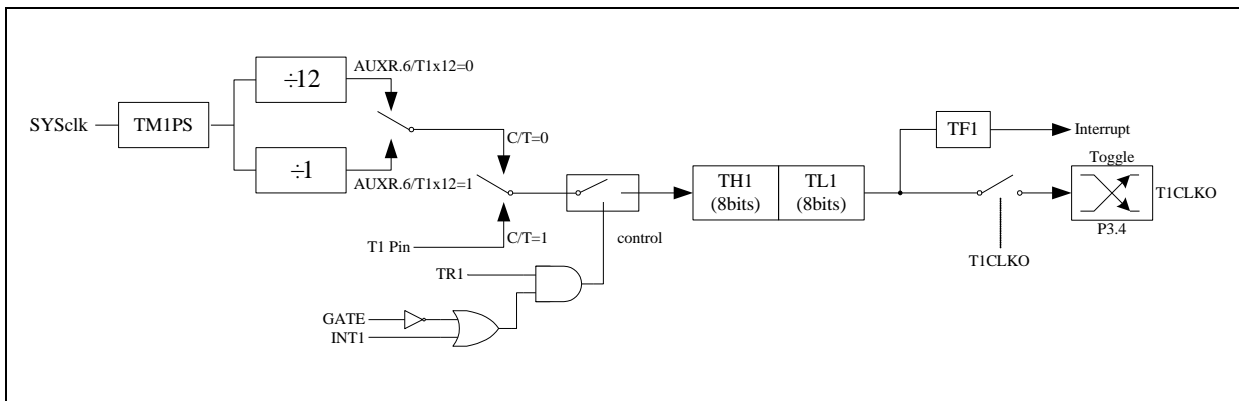 SYSclk
TM1PS
÷12
AUXR.6/T1x12=0
÷1
AUXR.6/T1x12=1
C/T=0
T1 Pin
C/T=1
control
TR1
GATE
INT1
TH1
(8bits)
TL1
(8bits)
TF1
Interrupt
T1CLKO
Toggle
T1CLKO
P3.4